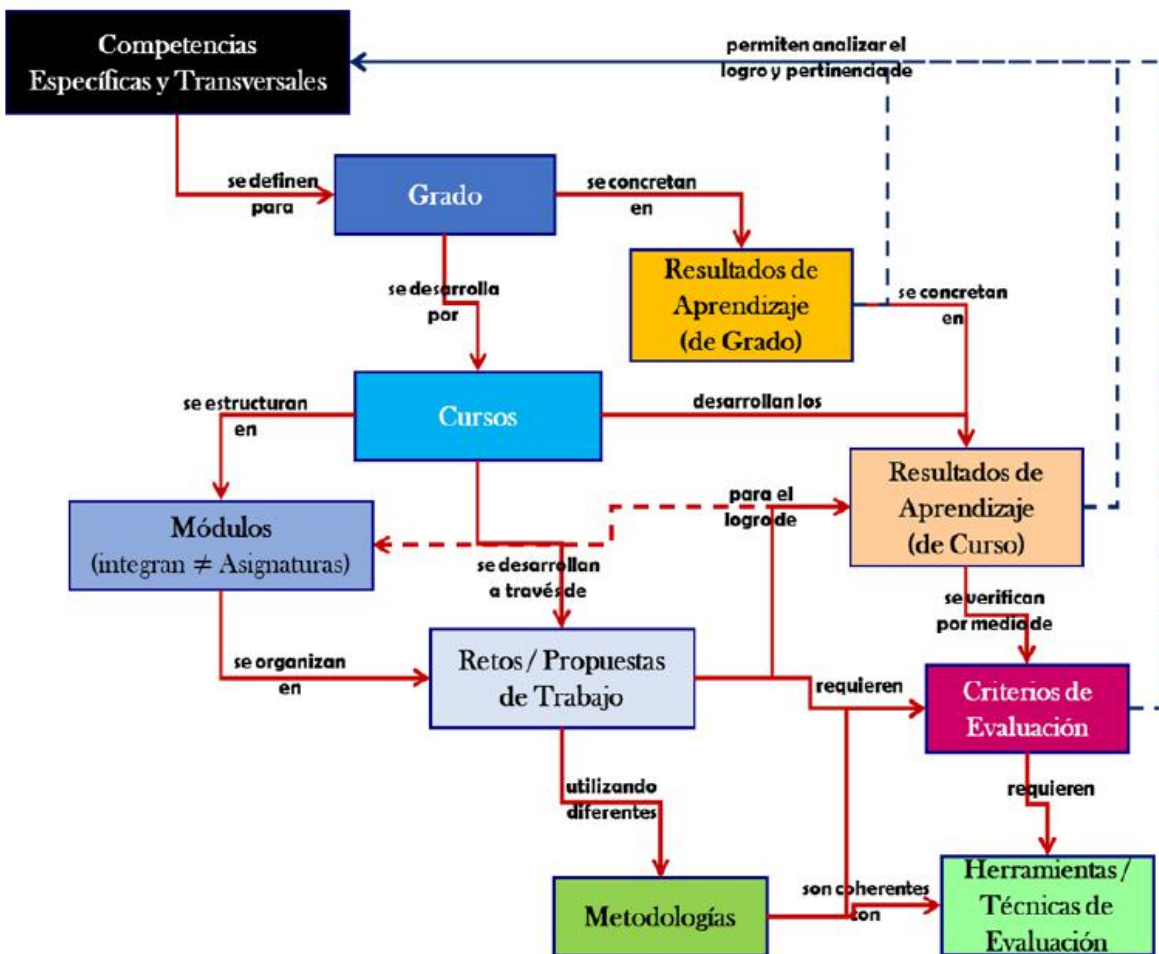 Competencias
Específicas y Transversales
permiten analizar el
logro y pertinencia de
se definen
para
Grado
se concretan
en
Resultados de
Aprendizaje
(de Grado)
se desarrolla
por
se concretan
en
se estructuran
en
Cursos
desarrollan los
Resultados de
Aprendizaje
(de Curso)
para el
logro de
Módulos
(integran ≠ Asignaturas)
se desarrollan
a través de
se verifican
por medio de
se organizan
en
Retos / Propuestas
de Trabajo
requieren
Criterios de
Evaluación
utilizando
diferentes
requieren
Metodologías
son coherentes
con
Herramientas /
Técnicas de
Evaluación